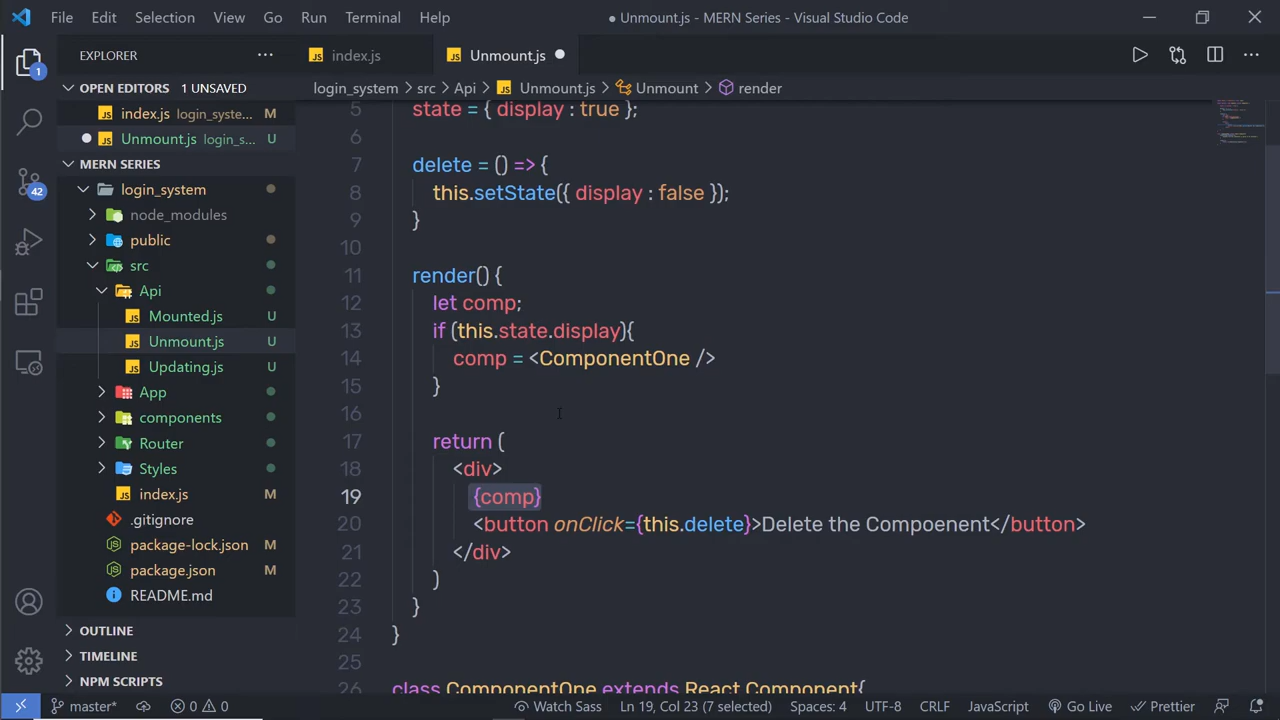 File Edit Selection View Go Run Terminal Help
● Unmount.js - MERN Series - Visual Studio Code
EXPLORER
index.js
Unmount.js
OPEN EDITORS 1 UNSAVED
index.js login_syste... M
Unmount.js login_s... U
MERN SERIES
login_system
node_modules
public
src
Api
Mounted.js U
Unmount.js U
Updating.js U
App
components
Router
Styles
index.js M
.gitignore
package-lock.json M
package.json M
README.md
OUTLINE
TIMELINE
NPM SCRIPTS
1
42
login_system > src > Api > Unmount.js > Unmount > render
5 state = { display : true };
6
7 delete = () => {
8 this.setState({ display : false });
9 }
10
11 render() {
12 let comp;
13 if (this.state.display){
14 comp = <ComponentOne />
15 }
16
17 return (
18 <div>
19 {comp}
20 <button onClick={this.delete}>Delete the Compoenent</button>
21 </div>
22 )
23 }
24 }
25
26 class ComponentOne extends React.Component{
master* 0 0 Watch Sass Ln 19, Col 23 (7 selected) Spaces: 4 UTF-8 CRLF JavaScript Go Live Prettier